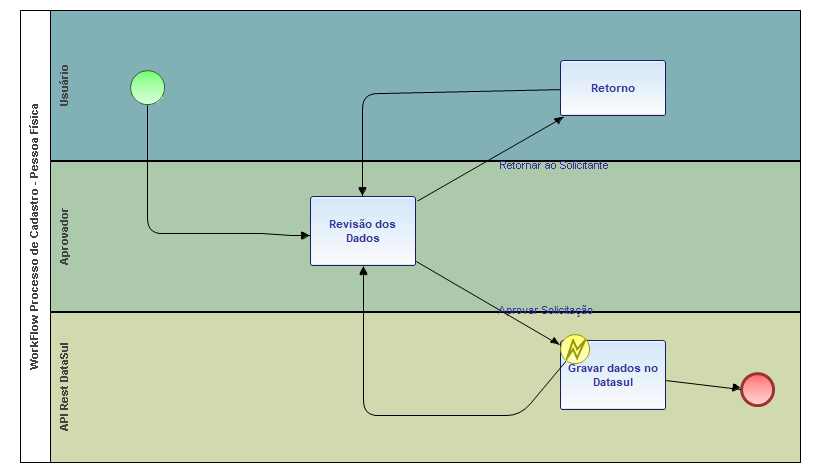 WorkFlow Processo de Cadastro - Pessoa Física
Usuário
Retorno
Retornar ao Solicitante
Aprovador
Revisão dos
Dados
Aprovar Solicitação
API Rest DataSul
Gravar dados no
Datasul